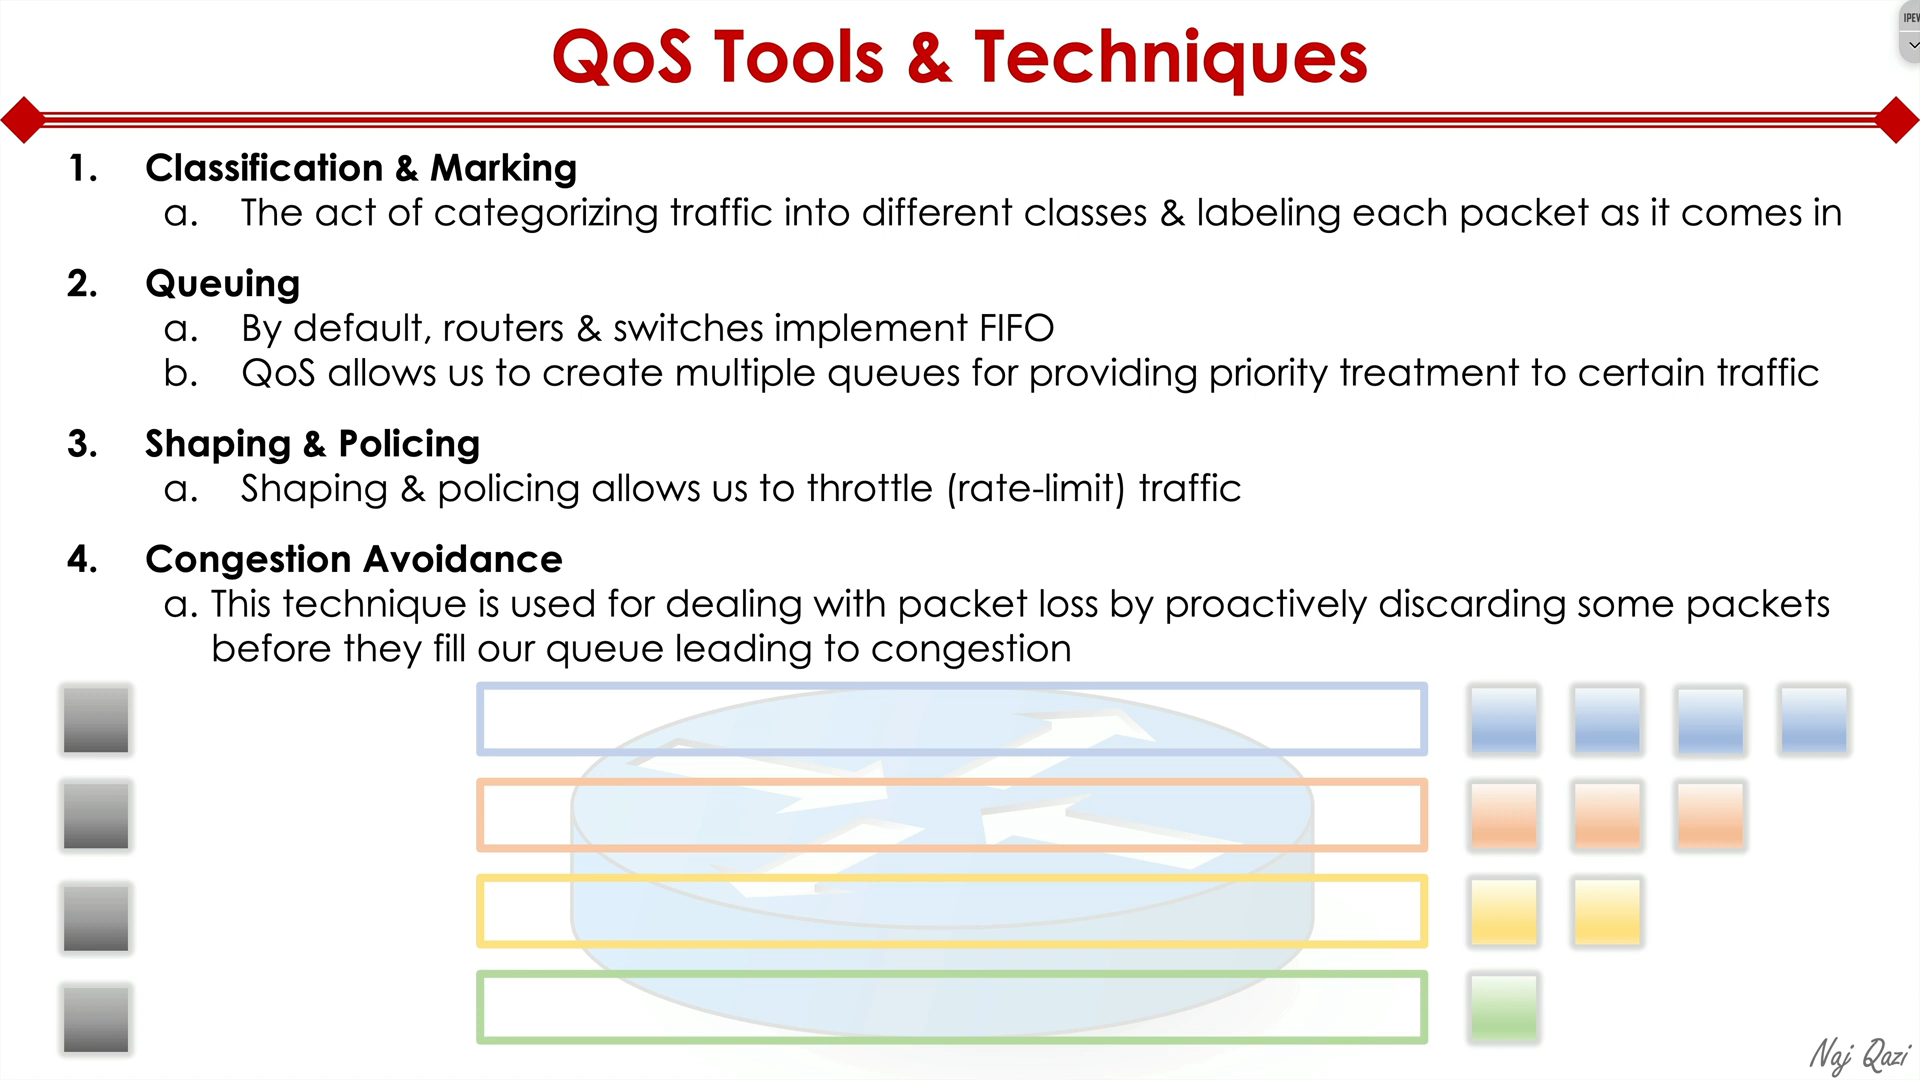 QoS Tools & Techniques
1. Classification & Marking
a. The act of categorizing traffic into different classes & labeling each packet as it comes in
2. Queuing
a. By default, routers & switches implement FIFO
b. QoS allows us to create multiple queues for providing priority treatment to certain traffic
3. Shaping & Policing
a. Shaping & policing allows us to throttle (rate-limit) traffic
4. Congestion Avoidance
a. This technique is used for dealing with packet loss by proactively discarding some packets
before they fill our queue leading to congestion
Naj Qazi